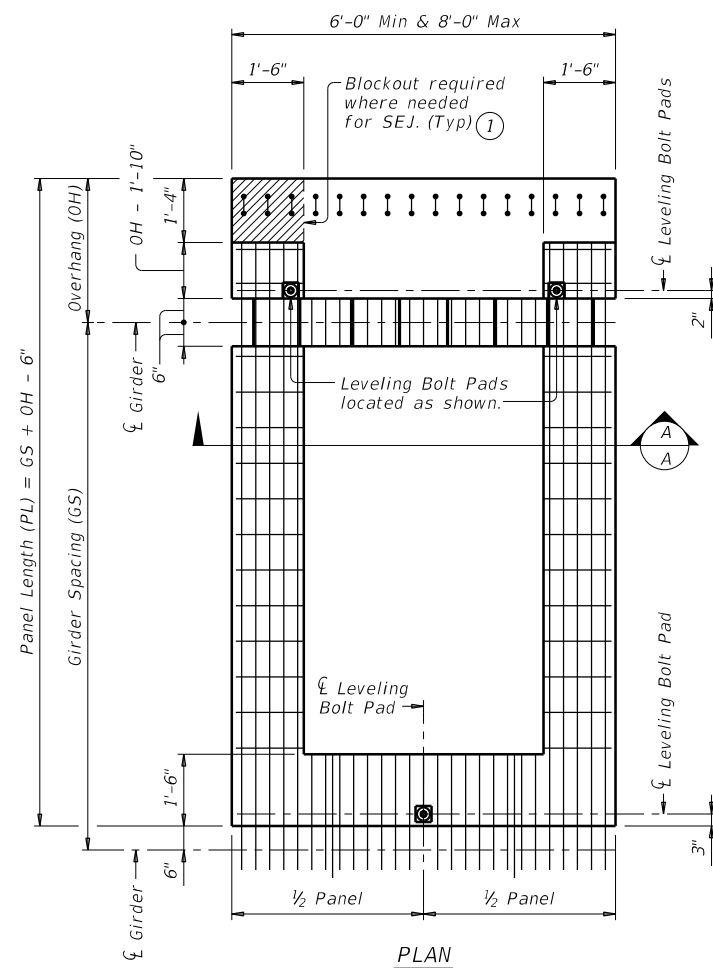 6'-0" Min & 8'-0" Max
1'-6"
1'-6"
Blockout required
where needed
for SEJ. (Typ) 1
℄ Leveling Bolt Pads
Overhang (OH)
OH - 1'-10"
1'-4"
6"
℄ Girder
2"
Leveling Bolt Pads
located as shown.
A
A
Panel Length (PL) = GS + OH - 6"
Girder Spacing (GS)
℄ Leveling
Bolt Pad
℄ Leveling Bolt Pad
1'-6"
6"
3"
℄ Girder
½ Panel
½ Panel
PLAN